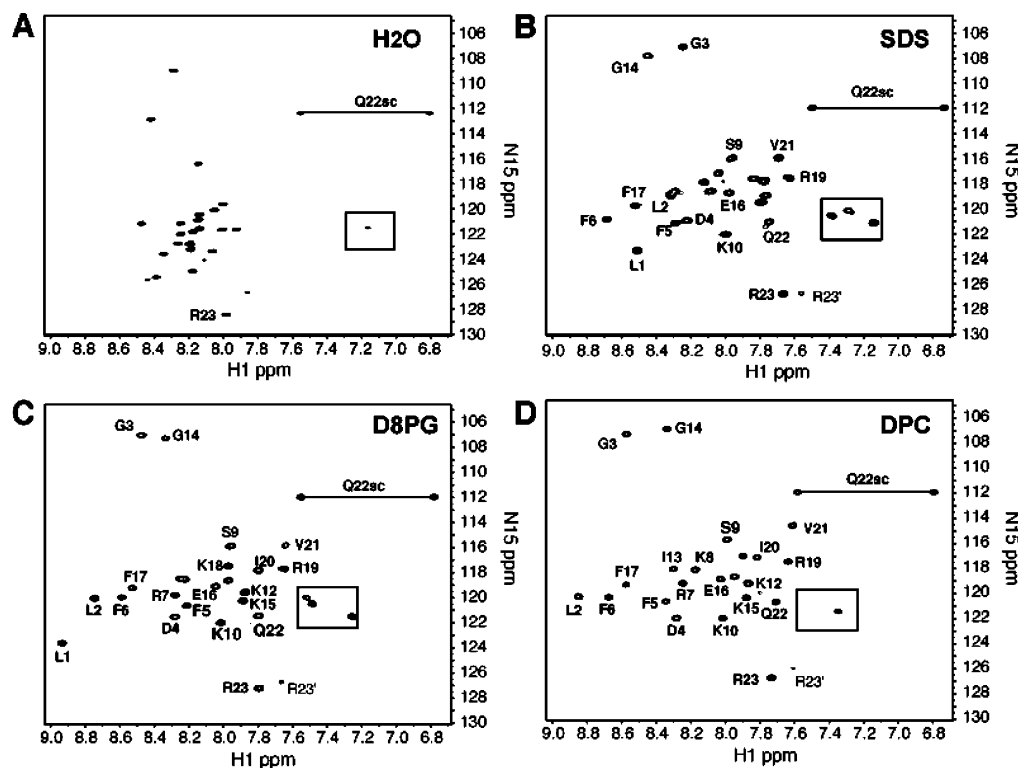 A
H2O
Q22sc
R23
108
112
116
120
122
124
128
130
N15 ppm
9.0 8.8 8.6 8.4 8.2 8.0 7.8 7.6 7.4 7.2 7.0 6.8
H1 ppm
B
SDS
G3
G14
Q22sc
S9
V21
R19
F17
L2
E16
F6
F5
D4
Q22
K10
L1
R23
R23'
108
112
116
120
122
124
128
130
N15 ppm
9.0 8.8 8.6 8.4 8.2 8.0 7.8 7.6 7.4 7.2 7.0 6.8
H1 ppm
C
D8PG
G3
G14
Q22sc
S9
V21
K18
I20
R19
F17
R7
E16
K12
K15
L2
F6
F5
D4
Q22
K10
L1
R23
R23'
106
108
110
112
114
116
118
120
122
124
126
128
130
N15 ppm
9.0 8.8 8.6 8.4 8.2 8.0 7.8 7.6 7.4 7.2 7.0 6.8
H1 ppm
D
DPC
G14
G3
Q22sc
S9
V21
I20
I13
K8
R19
F17
R7
E16
K12
L2
F6
F5
K15
Q22
D4
K10
R23
R23'
106
108
110
112
114
116
118
120
122
124
126
128
130
N15 ppm
9.0 8.8 8.6 8.4 8.2 8.0 7.8 7.6 7.4 7.2 7.0 6.8
H1 ppm